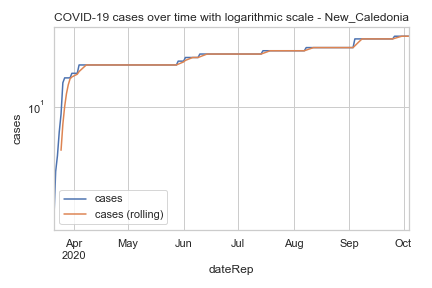 COVID-19 cases over time with logarithmic scale - New_Caledonia
cases
10¹
cases
cases (rolling)
Apr
2020
May
Jun
Jul
Aug
Sep
Oct
dateRep